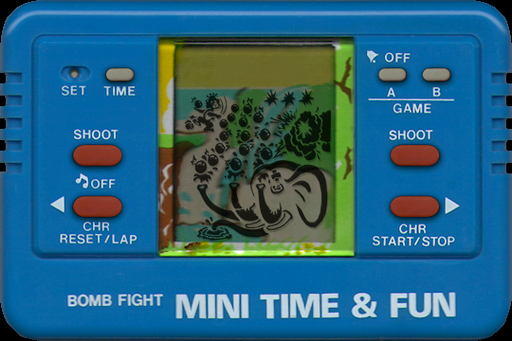 OFF
SET TIME
A B
GAME
SHOOT
SHOOT
OFF
CHR
RESET/LAP
CHR
START/STOP
BOMB FIGHT MINI TIME & FUN